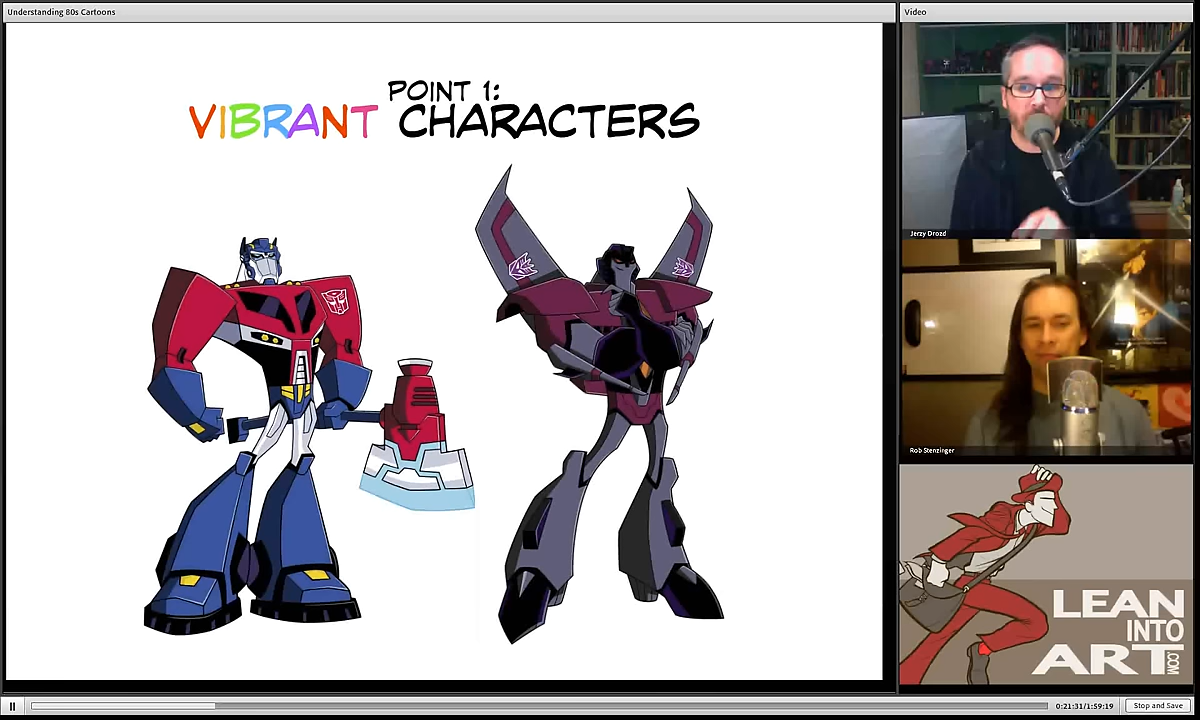 Understanding 80s Cartoons
POINT 1:
VIBRANT CHARACTERS
Video
Jerzy Drozd
Rob Stenzinger
LEAN
INTO
ART.COM
0:21:31/1:59:19
Stop and Save